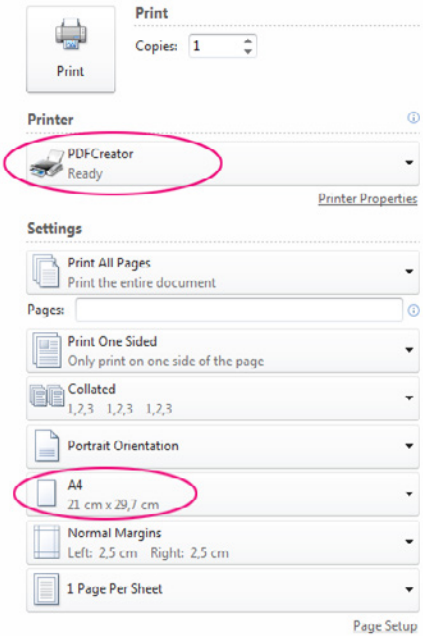 Print
Copies: 1
Print
Printer
PDFCreator
Ready
Printer Properties
Settings
Print All Pages
Print the entire document
Pages:
Print One Sided
Only print on one side of the page
Collated
1,2,3 1,2,3 1,2,3
Portrait Orientation
A4
21 cm x 29,7 cm
Normal Margins
Left: 2,5 cm Right: 2,5 cm
1 Page Per Sheet
Page Setup